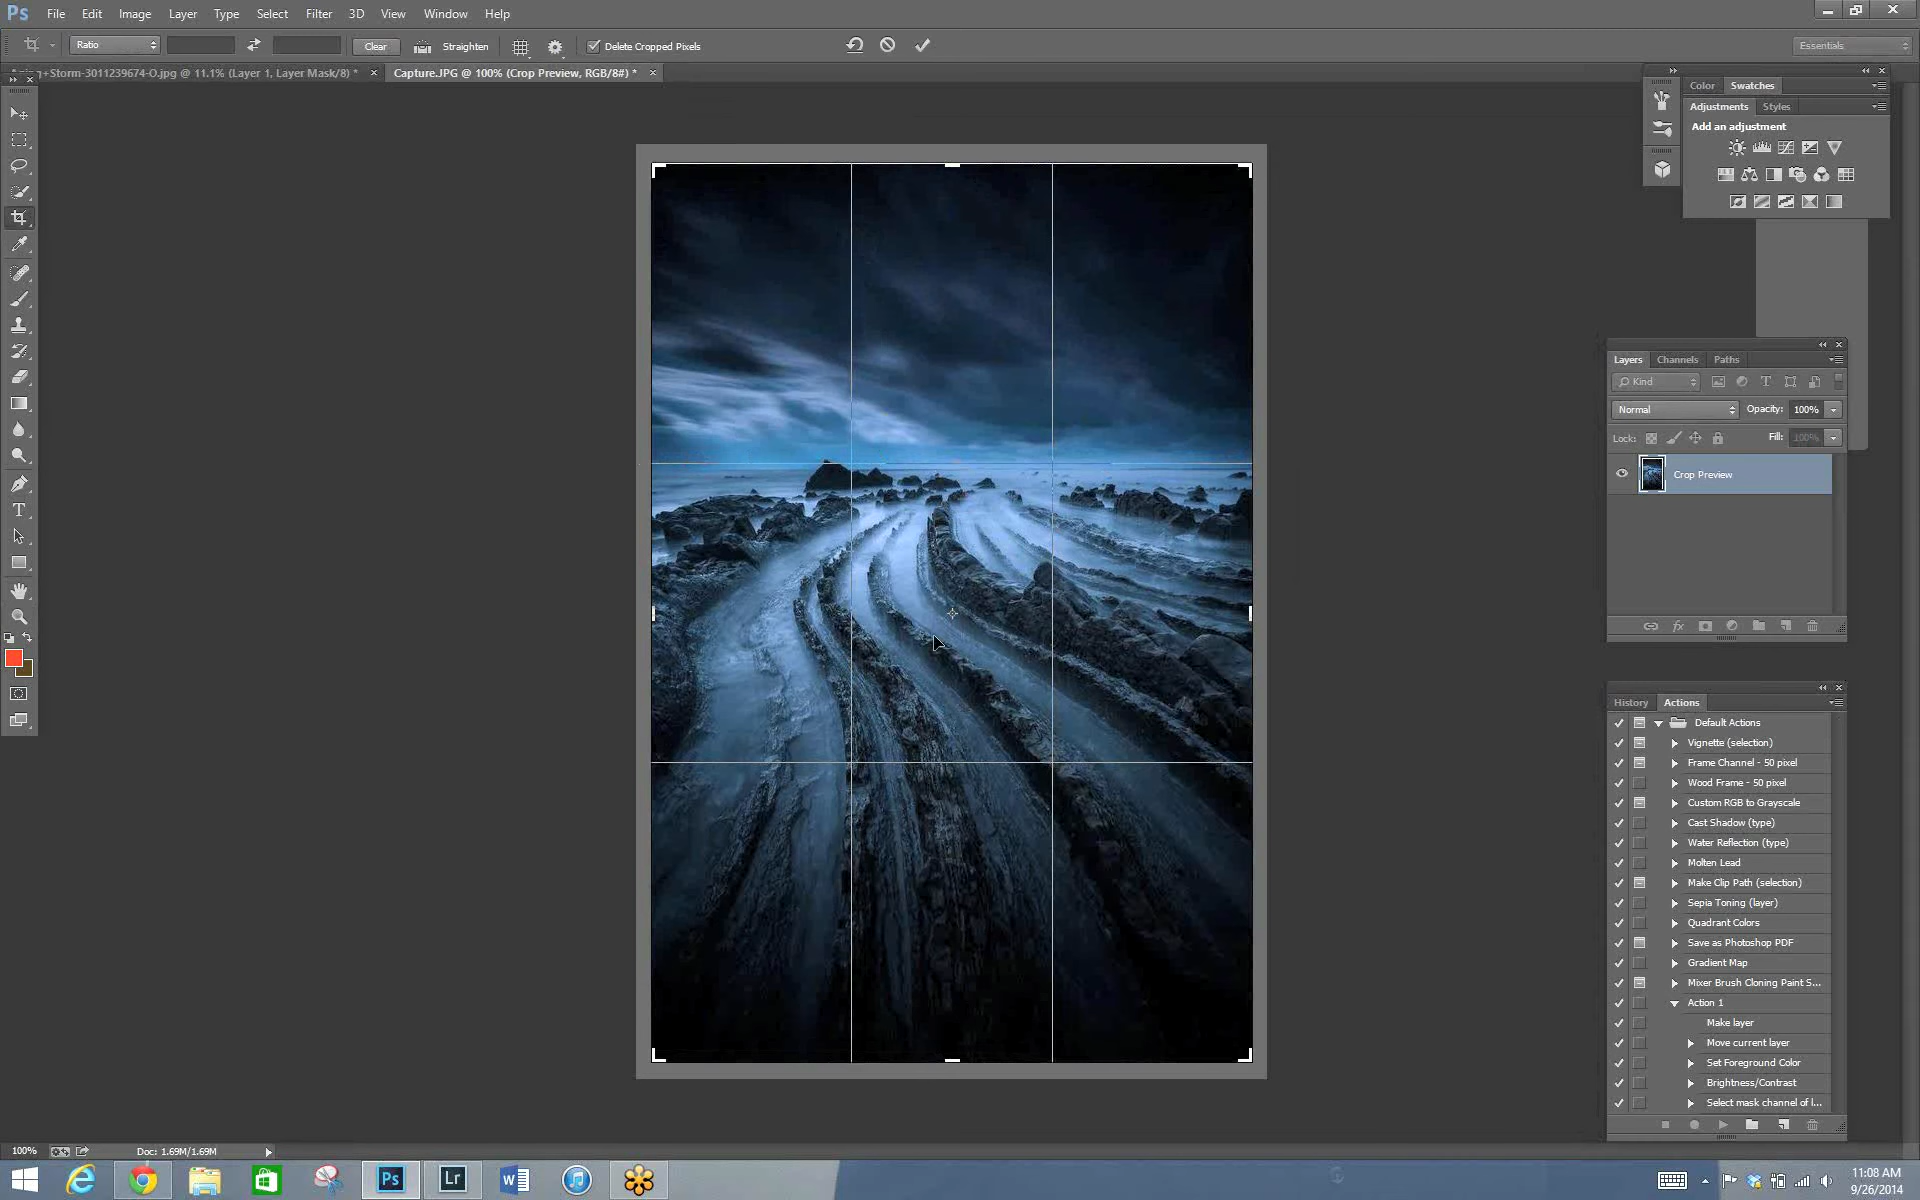 Ps File Edit Image Layer Type Select Filter 3D View Window Help
Ratio Clear Straighten Delete Cropped Pixels Essentials
+Storm-3011239674-O.jpg @ 11.1% (Layer 1, Layer Mask/8) * × Capture.JPG @ 100% (Crop Preview, RGB/8#) * ×
Color Swatches
Adjustments Styles
Add an adjustment
Layers Channels Paths
Kind
Normal Opacity: 100%
Lock: Fill: 100%
Crop Preview
History Actions
Default Actions
Vignette (selection)
Frame Channel - 50 pixel
Wood Frame - 50 pixel
Custom RGB to Grayscale
Cast Shadow (type)
Water Reflection (type)
Molten Lead
Make Clip Path (selection)
Sepia Toning (layer)
Quadrant Colors
Save as Photoshop PDF
Gradient Map
Mixer Brush Cloning Paint S...
Action 1
Make layer
Move current layer
Set Foreground Color
Brightness/Contrast
Select mask channel of l...
100% Doc: 1.69M/1.69M
Ps Lr W
11:08 AM
9/26/2014